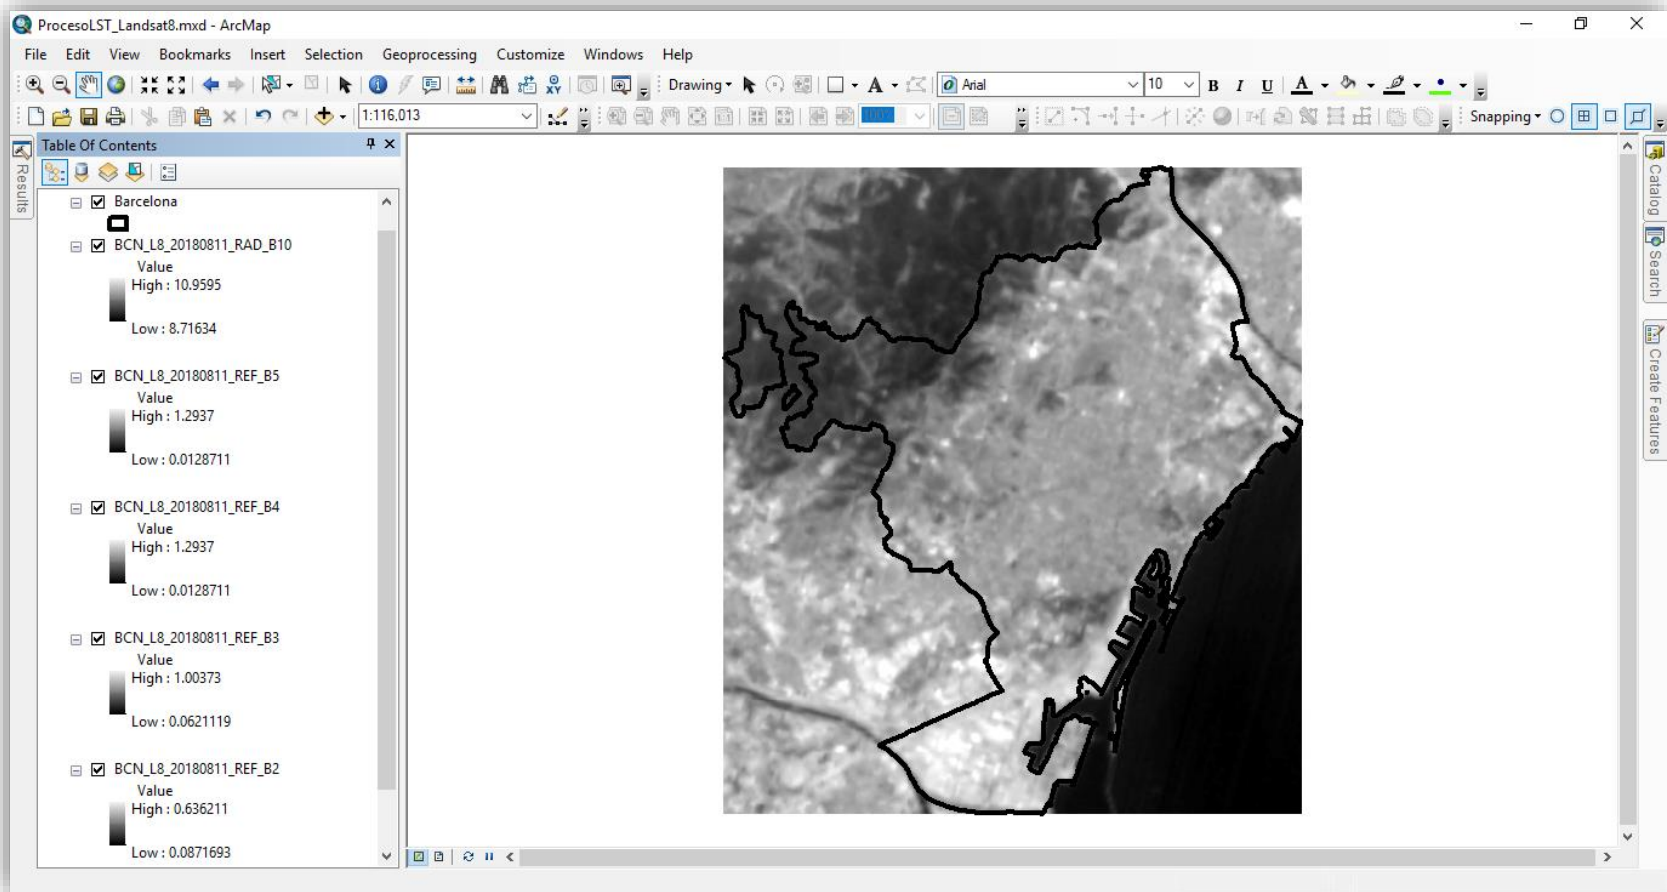 ProcesoLST_Landsat8.mxd - ArcMap
File Edit View Bookmarks Insert Selection Geoprocessing Customize Windows Help
Drawing A Arial 10 B I U A
1:116.013 100% Snapping
Table Of Contents
Results
Barcelona
BCN_L8_20180811_RAD_B10
Value
High : 10.9595
Low : 8.71634
BCN_L8_20180811_REF_B5
Value
High : 1.2937
Low : 0.0128711
BCN_L8_20180811_REF_B4
Value
High : 1.2937
Low : 0.0128711
BCN_L8_20180811_REF_B3
Value
High : 1.00373
Low : 0.0621119
BCN_L8_20180811_REF_B2
Value
High : 0.636211
Low : 0.0871693
Catalog
Search
Create Features